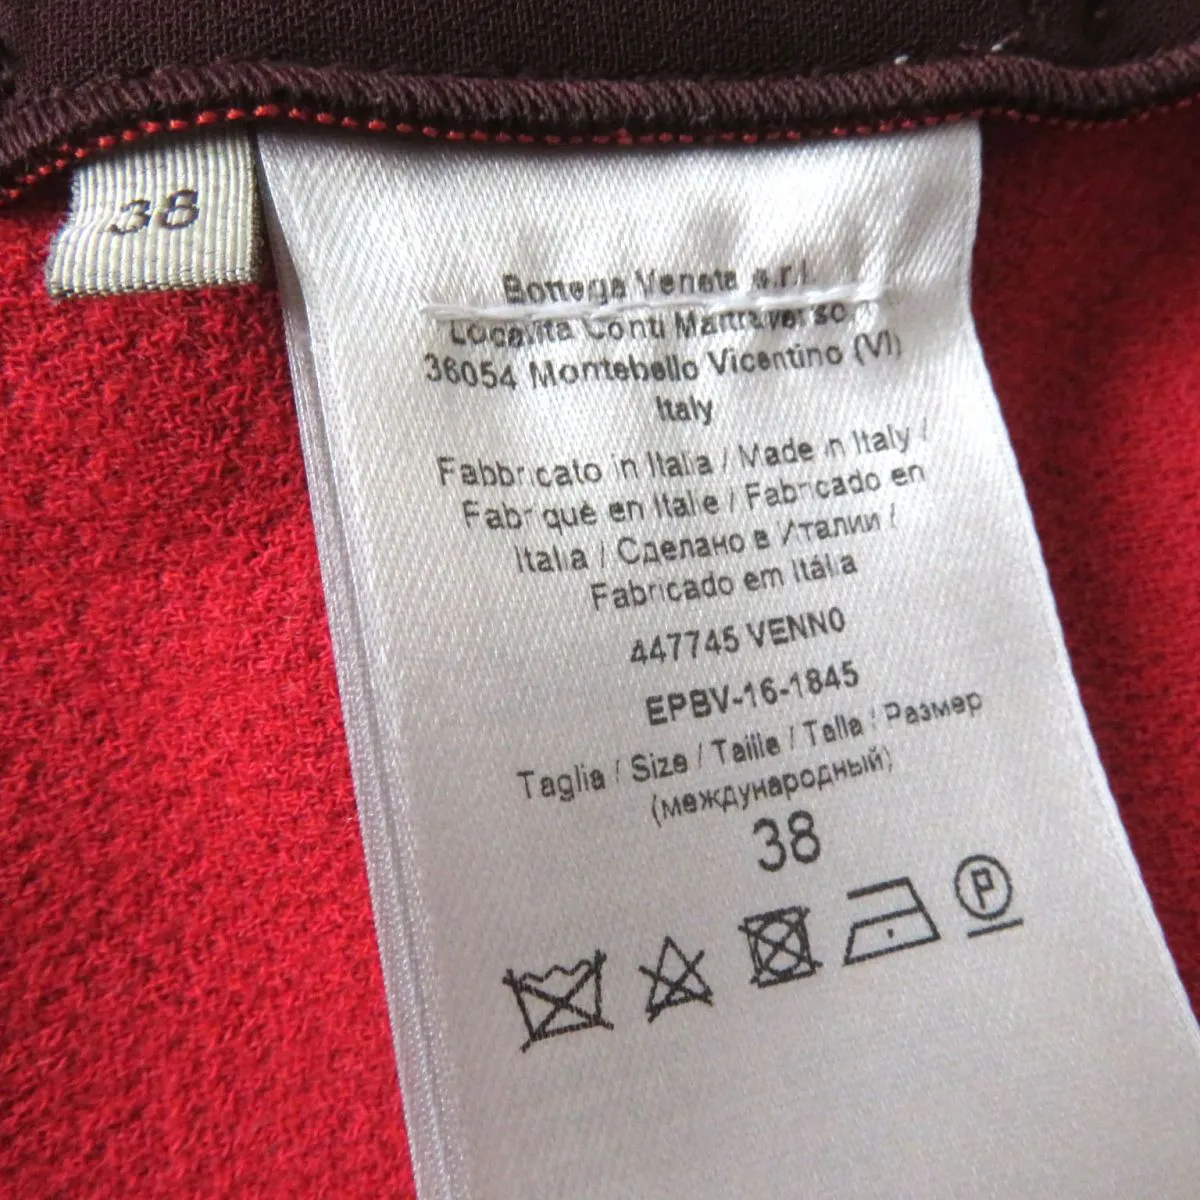 38
Bottega Veneta s.r.l.
Località Conti Maltraverso
36054 Montebello Vicentino (VI)
Italy
Fabbricato in Italia / Made in Italy /
Fabriqué en Italie / Fabricado en
Italia / Сделано в Италии /
Fabricado em Itália
447745 VENN0
EPBV-16-1845
Taglia / Size / Taille / Talla / Размер
(международный)
38
P